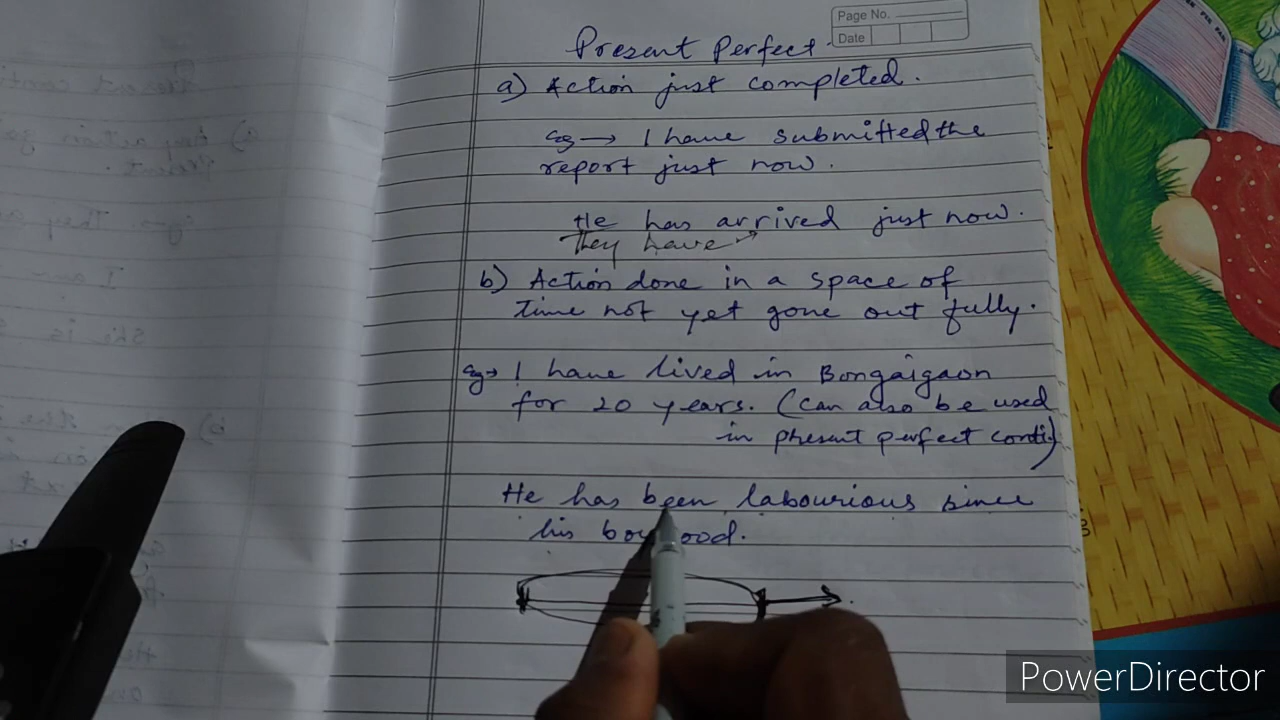 Page No.
Date
Present Perfect.
a) Action just completed.
eg → I have submitted the
report just now.
He has arrived just now.
They have
b) Action done in a space of
time not yet gone out fully.
eg → I have lived in Bongaigaon
for 20 years. (can also be used
in present perfect conti)
He has been labourious since
his boyhood.
PowerDirector